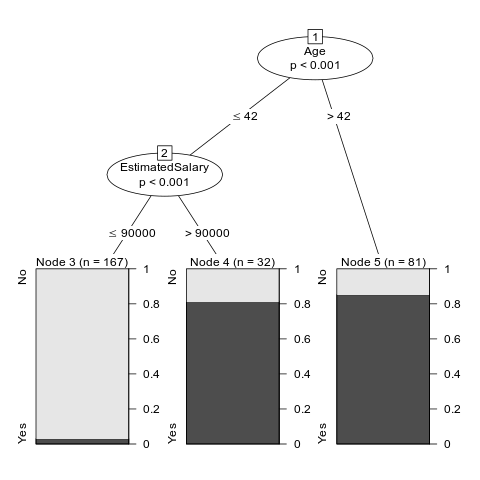 1
Age
p < 0.001
≤ 42
> 42
2
EstimatedSalary
p < 0.001
≤ 90000
> 90000
Node 3 (n = 167)
No
Yes
1
0.8
0.6
0.4
0.2
0
Node 4 (n = 32)
No
Yes
1
0.8
0.6
0.4
0.2
0
Node 5 (n = 81)
No
Yes
1
0.8
0.6
0.4
0.2
0